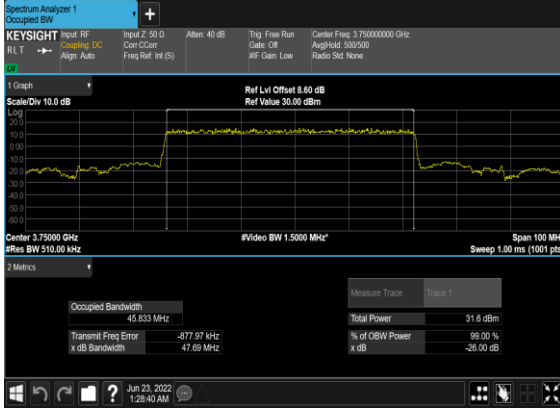 Spectrum Analyzer 1
Occupied BW
+
KEYSIGHT Input: RF Input Z: 50 Ω Atten: 40 dB Trig: Free Run Center Freq: 3.750000000 GHz
RLT Coupling: DC Corr CCorr Gate: Off Avg|Hold: 500/500
Align: Auto Freq Ref: Int (S) #IF Gain: Low Radio Std: None
LXI
1 Graph
Ref Lvl Offset 8.60 dB
Scale/Div 10.0 dB Ref Value 30.00 dBm
Log
20.0
10.0
0.00
-10.0
-20.0
-30.0
-40.0
-50.0
-60.0
Center 3.75000 GHz #Video BW 1.5000 MHz* Span 100 MH
#Res BW 510.00 kHz Sweep 1.00 ms (1001 pts
2 Metrics
Measure Trace Trace 1
Occupied Bandwidth
45.833 MHz Total Power 31.6 dBm
Transmit Freq Error -877.97 kHz % of OBW Power 99.00 %
x dB Bandwidth 47.69 MHz x dB -26.00 dB
? Jun 23, 2022
1:28:40 AM